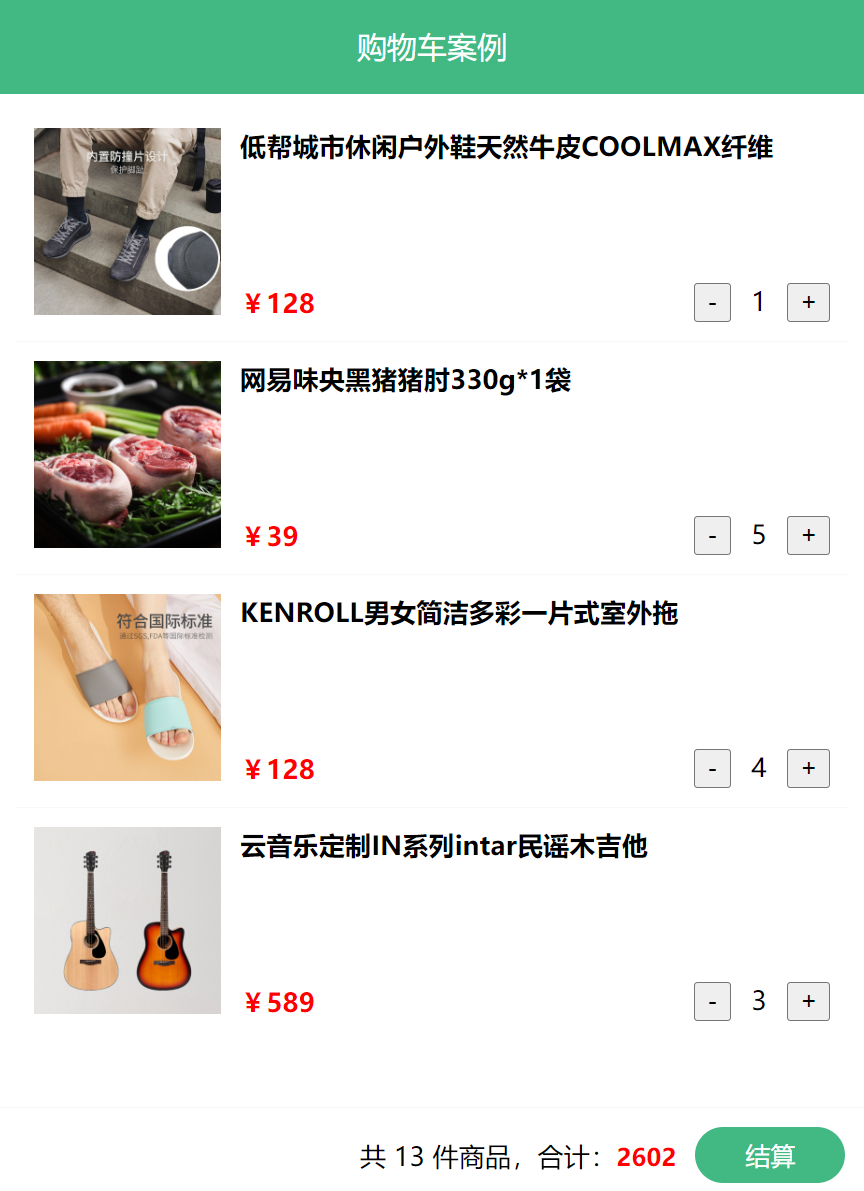 购物车案例
内置防撞片设计
保护脚趾
低帮城市休闲户外鞋天然牛皮COOLMAX纤维
￥128
- 1 +
网易味央黑猪猪肘330g*1袋
￥39
- 5 +
符合国际标准
通过SGS,FDA等国际标准检测
KENROLL男女简洁多彩一片式室外拖
￥128
- 4 +
云音乐定制IN系列intar民谣木吉他
￥589
- 3 +
共 13 件商品，合计：2602 结算